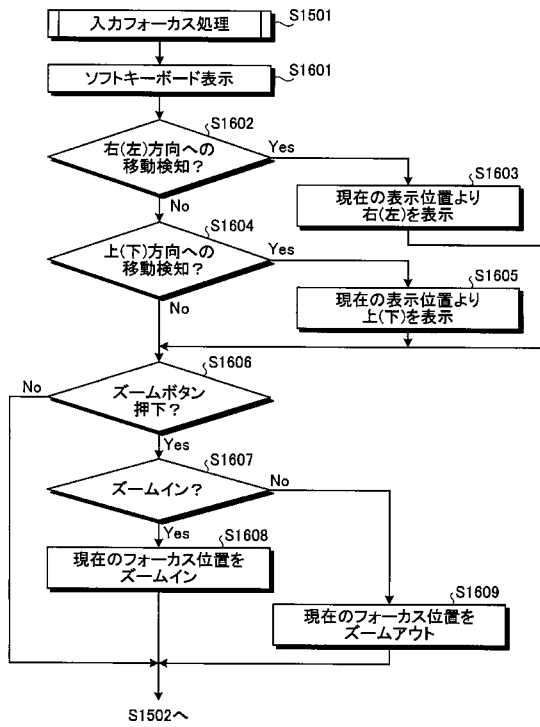 入力フォーカス処理
S1501
ソフトキーボード表示
S1601
右(左)方向への
移動検知?
S1602
Yes
No
現在の表示位置より
右(左)を表示
S1603
上(下)方向への
移動検知?
S1604
Yes
No
現在の表示位置より
上(下)を表示
S1605
ズームボタン
押下?
S1606
No
Yes
ズームイン?
S1607
No
Yes
現在のフォーカス位置を
ズームイン
S1608
現在のフォーカス位置を
ズームアウト
S1609
S1502へ